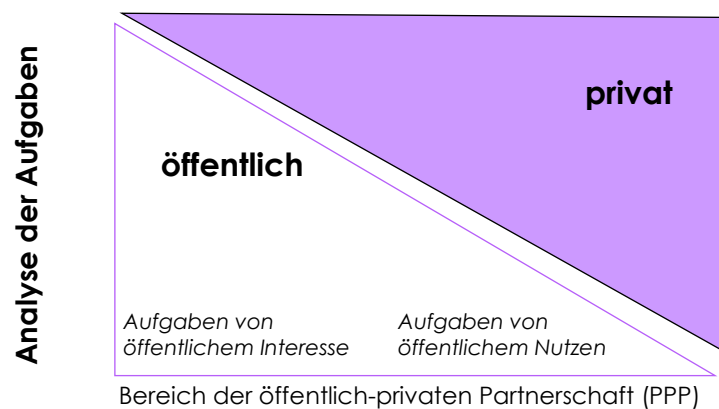 Analyse der Aufgaben
privat
öffentlich
Aufgaben von
öffentlichem Interesse
Aufgaben von
öffentlichem Nutzen
Bereich der öffentlich-privaten Partnerschaft (PPP)